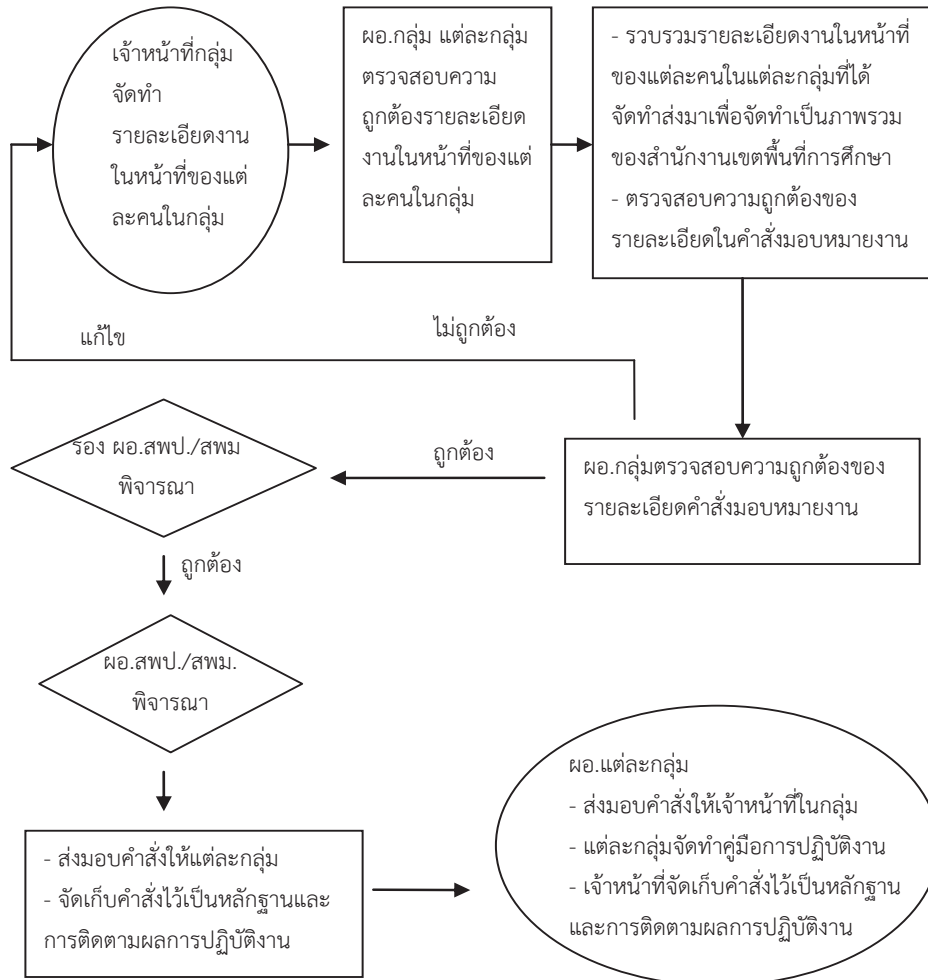 เจ้าหน้าที่กลุ่ม
จัดทำ
รายละเอียดงาน
ในหน้าที่ของแต่
ละคนในกลุ่ม
ผอ.กลุ่ม แต่ละกลุ่ม
ตรวจสอบความ
ถูกต้องรายละเอียด
งานในหน้าที่ของแต่
ละคนในกลุ่ม
- รวบรวมรายละเอียดงานในหน้าที่
ของแต่ละคนในแต่ละกลุ่มที่ได้
จัดทำส่งมาเพื่อจัดทำเป็นภาพรวม
ของสำนักงานเขตพื้นที่การศึกษา
- ตรวจสอบความถูกต้องของ
รายละเอียดในคำสั่งมอบหมายงาน
แก้ไข
ไม่ถูกต้อง
ผอ.กลุ่มตรวจสอบความถูกต้องของ
รายละเอียดคำสั่งมอบหมายงาน
ถูกต้อง
รอง ผอ.สพป./สพม
พิจารณา
ถูกต้อง
ผอ.สพป./สพม.
พิจารณา
- ส่งมอบคำสั่งให้แต่ละกลุ่ม
- จัดเก็บคำสั่งไว้เป็นหลักฐานและ
การติดตามผลการปฏิบัติงาน
ผอ.แต่ละกลุ่ม
- ส่งมอบคำสั่งให้เจ้าหน้าที่ในกลุ่ม
- แต่ละกลุ่มจัดทำคู่มือการปฏิบัติงาน
- เจ้าหน้าที่จัดเก็บคำสั่งไว้เป็นหลักฐาน
และการติดตามผลการปฏิบัติงาน